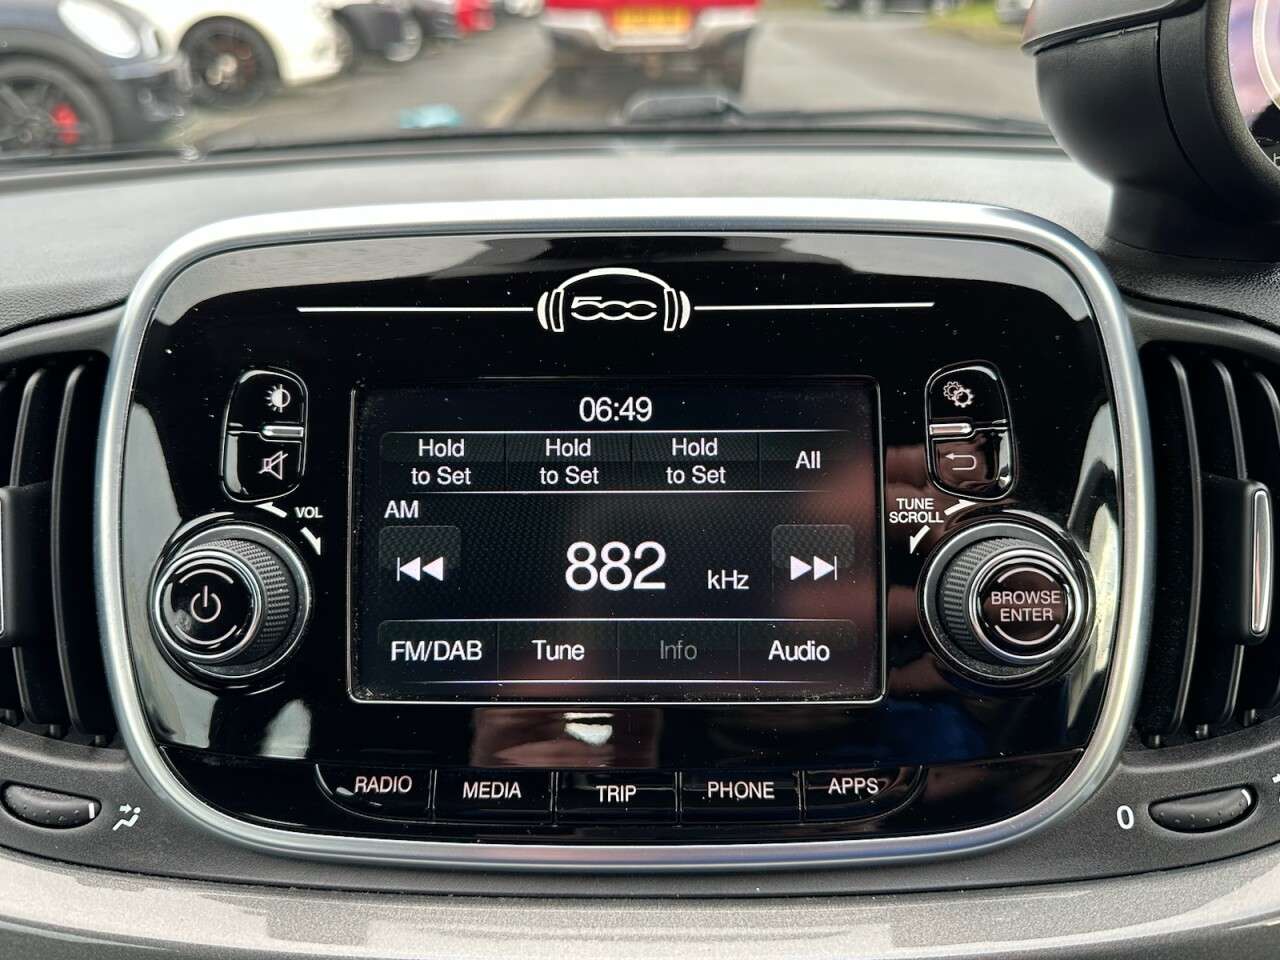 500
06:49
Hold to Set
Hold to Set
Hold to Set
All
VOL
TUNE
SCROLL
AM
882 kHz
BROWSE
ENTER
FM/DAB Tune Info Audio
RADIO MEDIA TRIP PHONE APPS
0